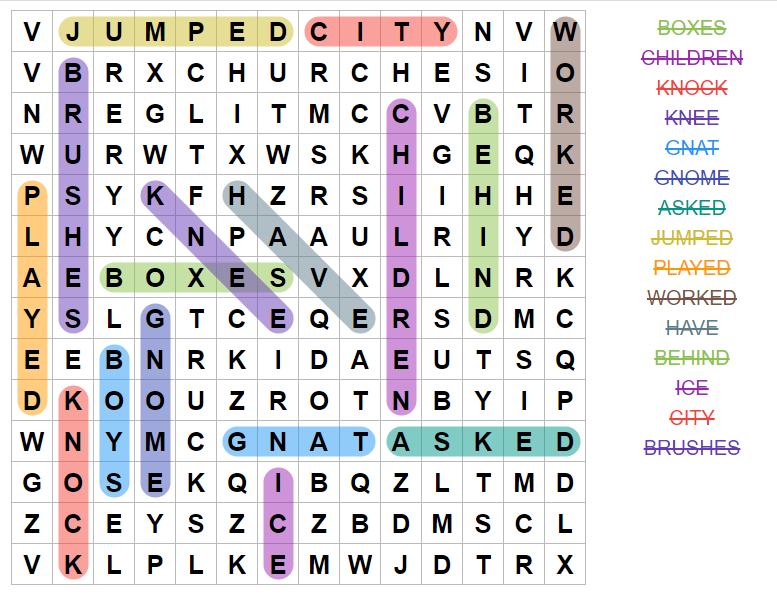 V J U M P E D C I T Y N V W
V B R X C H U R C H E S I O
N R E G L I T M C C V B T R
W U R W T X W S K H G E Q K
P S Y K F H Z R S I I H H E
L H Y C N P A A U L R I Y D
A E B O X E S V X D L N R K
Y S L G T C E Q E R S D M C
E E B N R K I D A E U T S Q
D K O O U Z R O T N B Y I P
W N Y M C G N A T A S K E D
G O S E K Q I B Q Z L T M D
Z C E Y S Z C Z B D M S C L
V K L P L K E M W J D T R X
BOXES
CHILDREN
KNOCK
KNEE
GNAT
GNOME
ASKED
JUMPED
PLAYED
WORKED
HAVE
BEHIND
ICE
CITY
BRUSHES